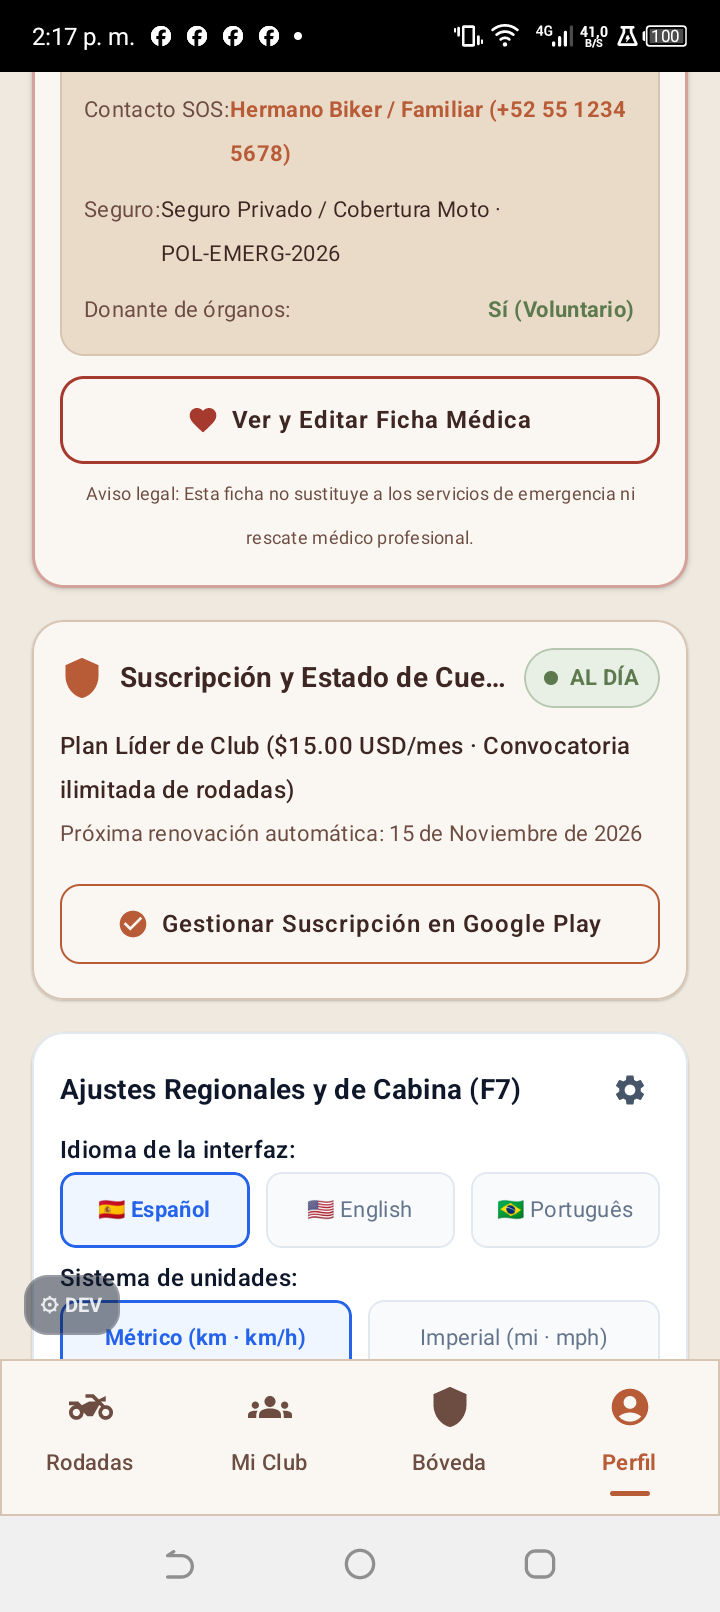 2:17 p. m.
4G
41.0
B/S
100
Contacto SOS: Hermano Biker / Familiar (+52 55 1234
5678)
Seguro: Seguro Privado / Cobertura Moto ·
POL-EMERG-2026
Donante de órganos: Sí (Voluntario)
Ver y Editar Ficha Médica
Aviso legal: Esta ficha no sustituye a los servicios de emergencia ni
rescate médico profesional.
Suscripción y Estado de Cue...
AL DÍA
Plan Líder de Club ($15.00 USD/mes · Convocatoria
ilimitada de rodadas)
Próxima renovación automática: 15 de Noviembre de 2026
Gestionar Suscripción en Google Play
Ajustes Regionales y de Cabina (F7)
Idioma de la interfaz:
Español English Português
Sistema de unidades:
DEV
Métrico (km · km/h) Imperial (mi · mph)
Rodadas Mi Club Bóveda Perfil